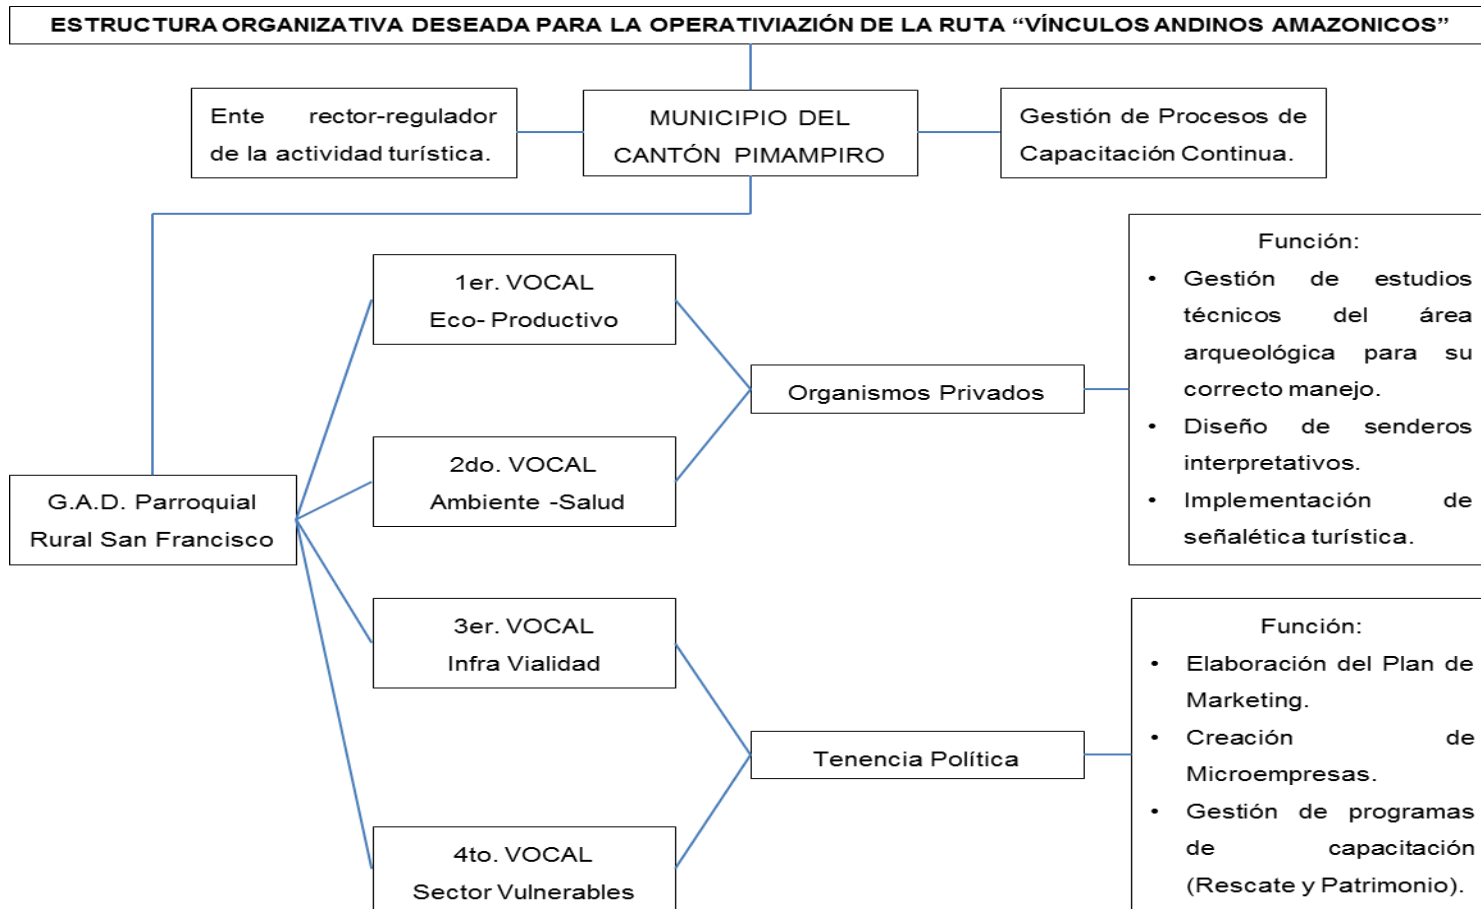 ESTRUCTURA ORGANIZATIVA DESEADA PARA LA OPERATIVIAZIÓN DE LA RUTA “VÍNCULOS ANDINOS AMAZONICOS”
Ente rector-regulador
de la actividad turística.
MUNICIPIO DEL
CANTÓN PIMAMPIRO
Gestión de Procesos de
Capacitación Continua.
G.A.D. Parroquial
Rural San Francisco
1er. VOCAL
Eco- Productivo
2do. VOCAL
Ambiente -Salud
3er. VOCAL
Infra Vialidad
4to. VOCAL
Sector Vulnerables
Organismos Privados
Función:
• Gestión de estudios
técnicos del área
arqueológica para su
correcto manejo.
• Diseño de senderos
interpretativos.
• Implementación de
señalética turística.
Tenencia Política
Función:
• Elaboración del Plan de
Marketing.
• Creación de
Microempresas.
• Gestión de programas
de capacitación
(Rescate y Patrimonio).